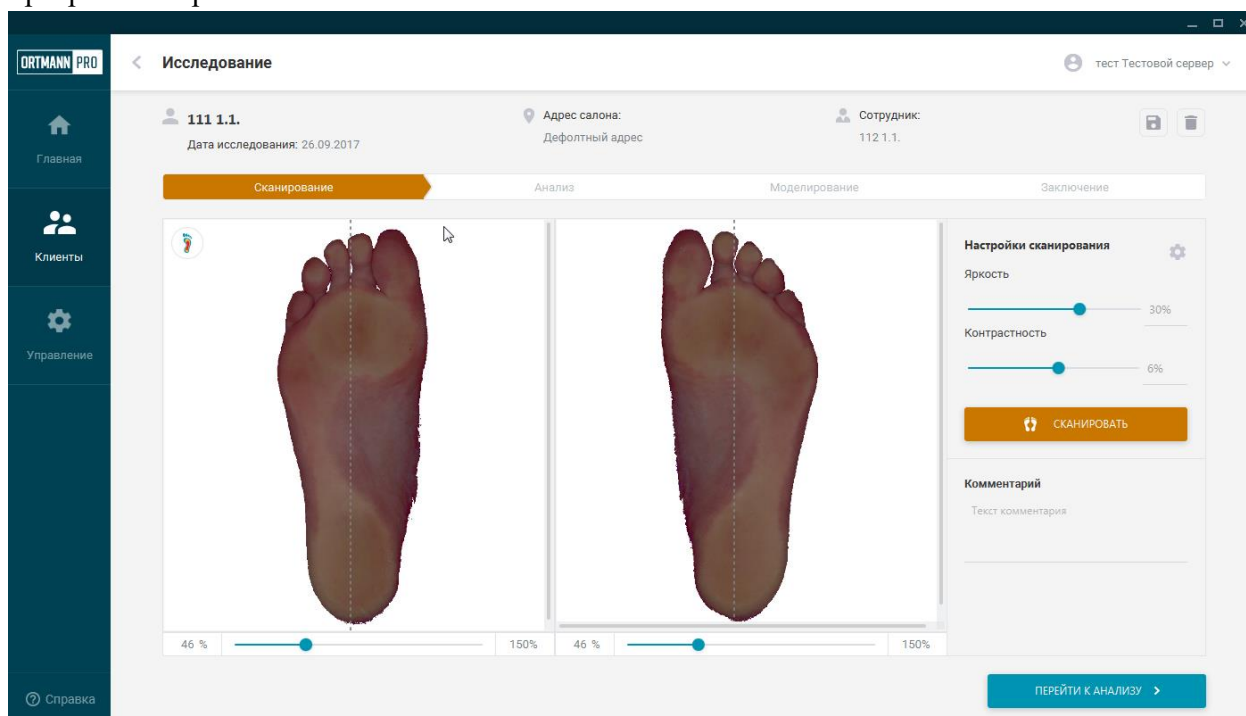 ORTMANN PRO
Исследование
тест Тестовой сервер
Главная
Клиенты
Управление
Справка
111 1.1.
Дата исследования: 26.09.2017
Адрес салона:
Дефолтный адрес
Сотрудник:
112 1.1.
Сканирование
Анализ
Моделирование
Заключение
46 %
150%
46 %
150%
Настройки сканирования
Яркость
30%
Контрастность
6%
СКАНИРОВАТЬ
Комментарий
Текст комментария
ПЕРЕЙТИ К АНАЛИЗУ